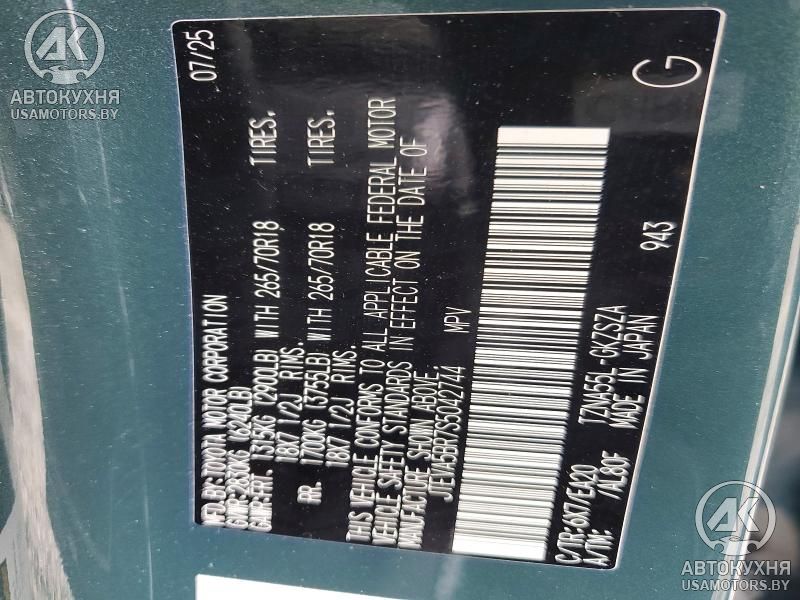 MFD.BY:TOYOTA MOTOR CORPORATION 07/25
GVWR:2830KG (6240LB)
GAWR:FRT. 1315KG (2900LB) WITH 265/70R18 TIRES.
18X7 1/2J RIMS.
RR. 1700KG (3755LB) WITH 265/70R18 TIRES.
18X7 1/2J RIMS.
THIS VEHICLE CONFORMS TO ALL APPLICABLE FEDERAL MOTOR
VEHICLE SAFETY STANDARDS IN EFFECT ON THE DATE OF
MANUFACTURE SHOWN ABOVE.
JTEVA5BR7S5042744 MPV
C/TR:6X7/EA20 TZNA55L-GKZSZA
A/TM: /AL80F MADE IN JAPAN 943 G
AK
АВТОКУХНЯ
USAMOTORS.BY
AK
АВТОКУХНЯ
USAMOTORS.BY